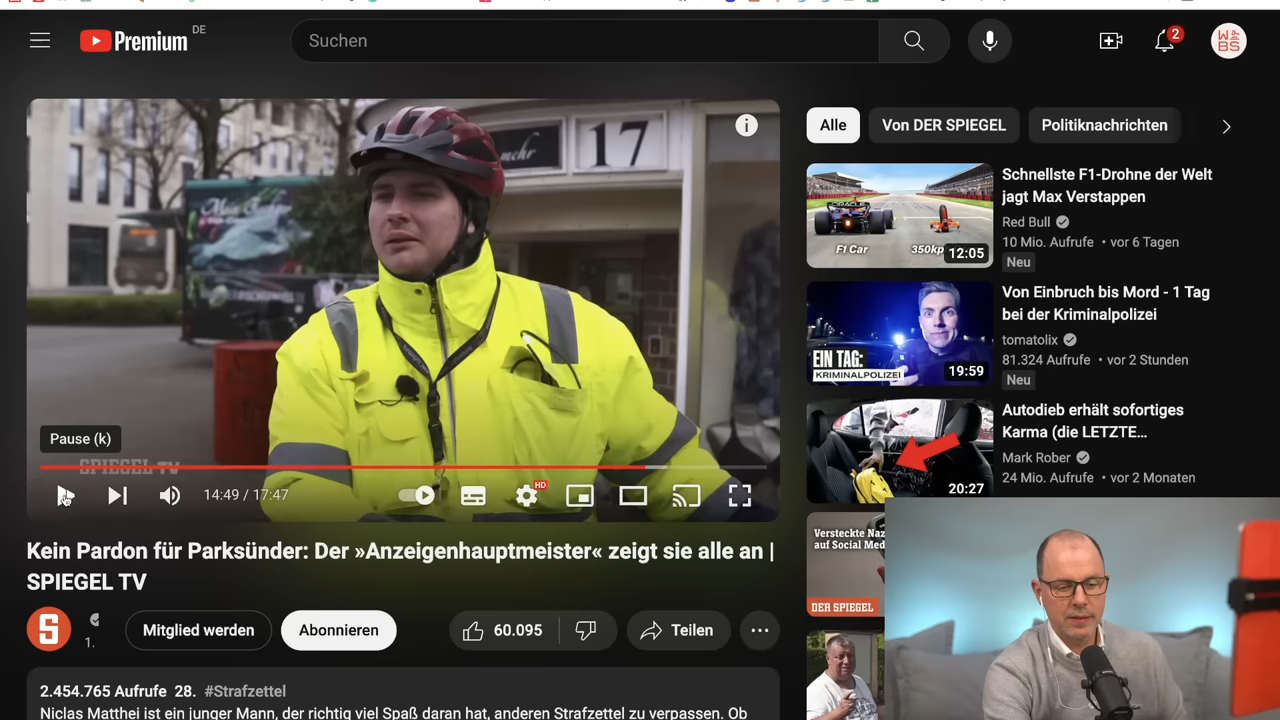 Premium DE
Suchen
2
W BS
17
Pause (k)
SPIEGEL TV
14:49 / 17:47
HD
Kein Pardon für Parksünder: Der »Anzeigenhauptmeister« zeigt sie alle an |
SPIEGEL TV
S
1.
Mitglied werden
Abonnieren
60.095
Teilen
2.454.765 Aufrufe 28. #Strafzettel
Niclas Matthei ist ein junger Mann, der richtig viel Spaß daran hat, anderen Strafzettel zu verpassen. Ob
Alle
Von DER SPIEGEL
Politiknachrichten
F1 Car
350kp
12:05
Schnellste F1-Drohne der Welt
jagt Max Verstappen
Red Bull
10 Mio. Aufrufe • vor 6 Tagen
Neu
EIN TAG:
KRIMINALPOLIZEI
19:59
Von Einbruch bis Mord - 1 Tag
bei der Kriminalpolizei
tomatolix
81.324 Aufrufe • vor 2 Stunden
Neu
20:27
Autodieb erhält sofortiges
Karma (die LETZTE…
Mark Rober
24 Mio. Aufrufe • vor 2 Monaten
Versteckte Naz
auf Social Med
DER SPIEGEL